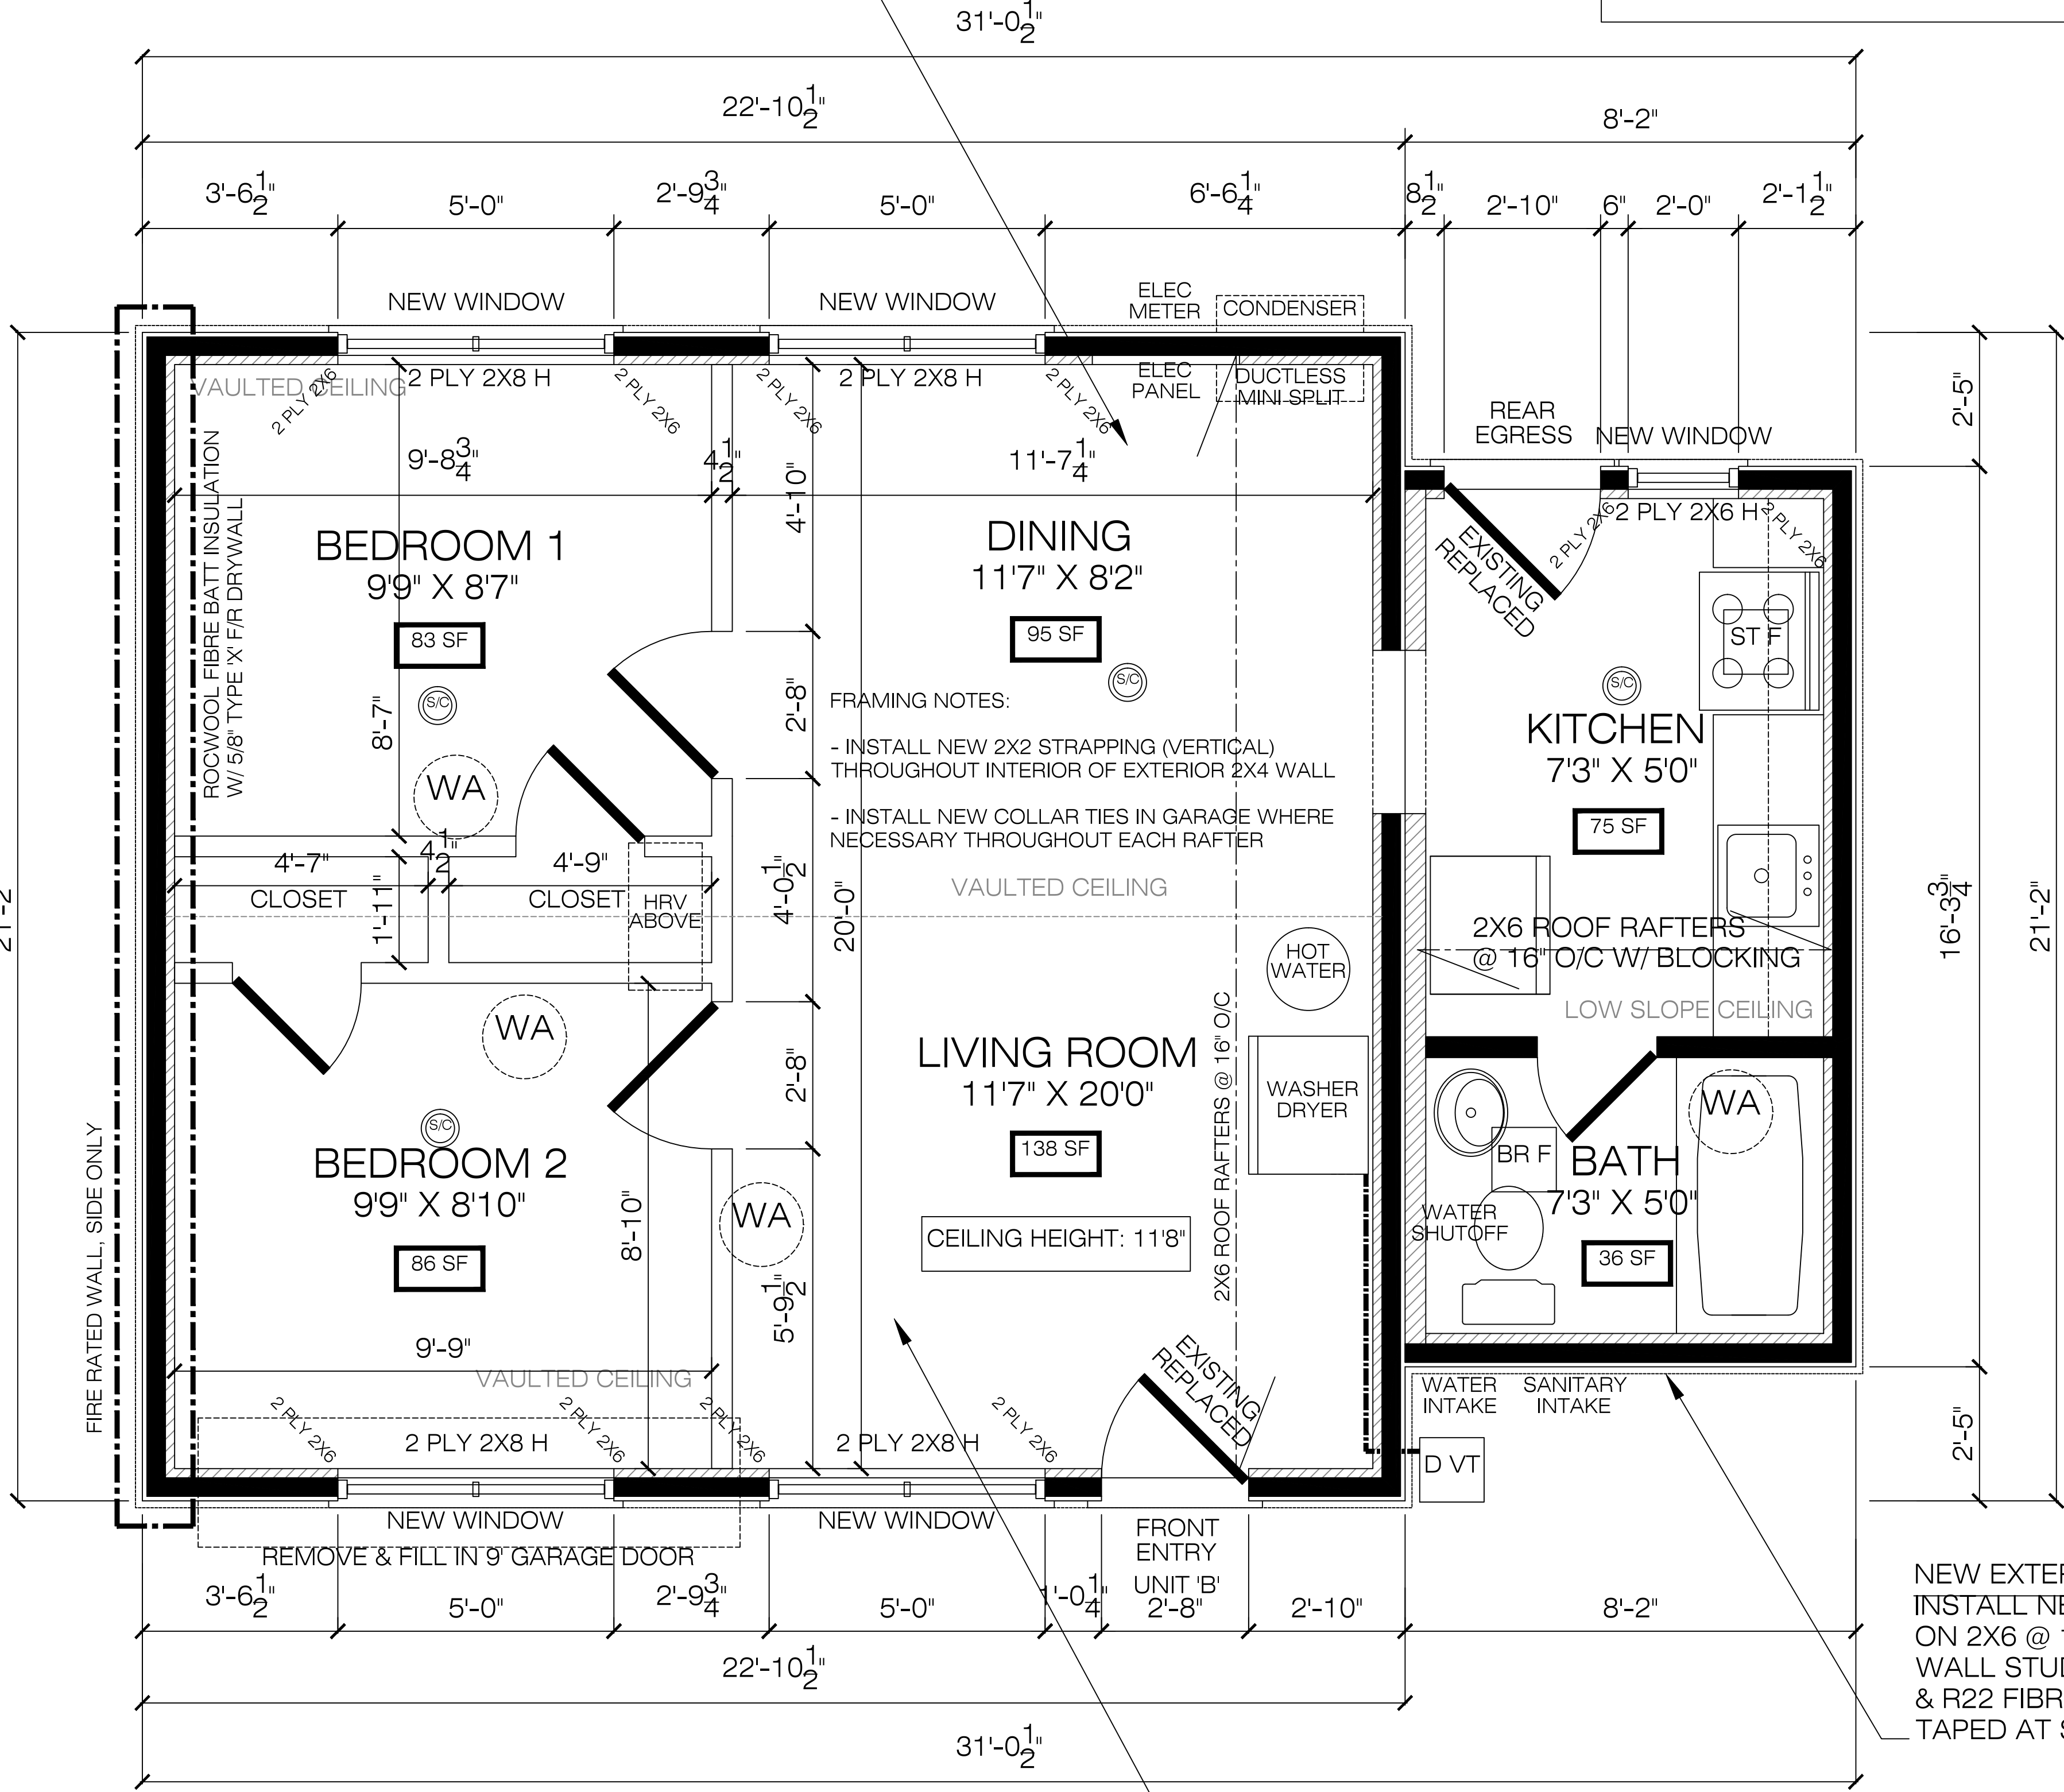 31'-0 1/2"
22'-10 1/2"
8'-2"
3'-6 1/2"
5'-0"
2'-9 3/4"
5'-0"
6'-6 1/4"
8 1/2"
2'-10"
6"
2'-0"
2'-1 1/2"
NEW WINDOW
NEW WINDOW
ELEC
METER
CONDENSER
VAULTED CEILING
2 PLY 2X6
2 PLY 2X8 H
2 PLY 2X6
2 PLY 2X6
2 PLY 2X8 H
2 PLY 2X6
ELEC
PANEL
DUCTLESS
MINI SPLIT
REAR
EGRESS
NEW WINDOW
2'-5"
9'-8 3/4"
4 1/2"
11'-7 1/4"
4'-10"
ROCWOOL FIBRE BATT INSULATION
W/ 5/8" TYPE 'X' F/R DRYWALL
BEDROOM 1
9'9" X 8'7"
83 SF
S/C
8'-7"
WA
DINING
11'7" X 8'2"
95 SF
S/C
2'-8"
EXISTING
REPLACED
2 PLY 2X6
2 PLY 2X6 H
2 PLY 2X6
ST F
S/C
KITCHEN
7'3" X 5'0"
75 SF
FRAMING NOTES:
- INSTALL NEW 2X2 STRAPPING (VERTICAL)
THROUGHOUT INTERIOR OF EXTERIOR 2X4 WALL
- INSTALL NEW COLLAR TIES IN GARAGE WHERE
NECESSARY THROUGHOUT EACH RAFTER
VAULTED CEILING
4'-7"
CLOSET
4 1/2"
4'-9"
CLOSET
1'-11"
HRV
ABOVE
4'-0 1/2"
20'-0"
2X6 ROOF RAFTERS
@ 16" O/C W/ BLOCKING
LOW SLOPE CEILING
16'-3 3/4"
21'-2"
21'-2
HOT
WATER
WA
2'-8"
LIVING ROOM
11'7" X 20'0"
138 SF
2X6 ROOF RAFTERS @ 16" O/C
WASHER
DRYER
FIRE RATED WALL, SIDE ONLY
S/C
BEDROOM 2
9'9" X 8'10"
86 SF
8'-10"
WA
5'-9 1/2"
CEILING HEIGHT: 11'8"
WA
BR F
BATH
7'3" X 5'0"
WATER
SHUTOFF
36 SF
9'-9"
VAULTED CEILING
EXISTING
REPLACED
WATER
INTAKE
SANITARY
INTAKE
2'-5"
2 PLY 2X6
2 PLY 2X8 H
2 PLY 2X6
2 PLY 2X6
2 PLY 2X8 H
2 PLY 2X6
D VT
NEW WINDOW
NEW WINDOW
REMOVE & FILL IN 9' GARAGE DOOR
FRONT
ENTRY
UNIT 'B'
3'-6 1/2"
5'-0"
2'-9 3/4"
5'-0"
1'-0 1/4"
2'-8"
2'-10"
8'-2"
22'-10 1/2"
31'-0 1/2"
NEW EXTER
INSTALL NE
ON 2X6 @ 1
WALL STUD
& R22 FIBR
TAPED AT S